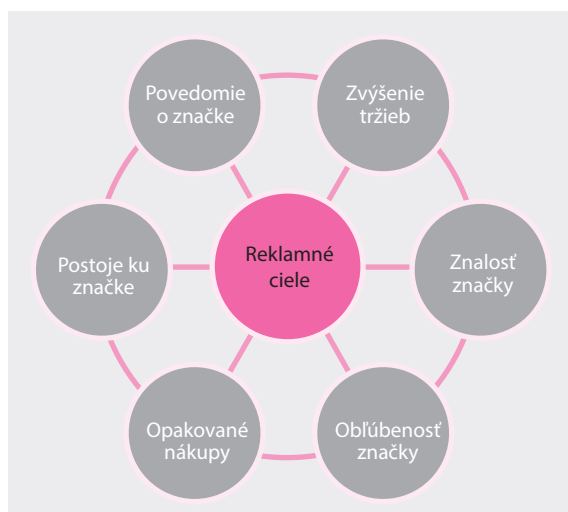 Povedomie
o značke
Zvýšenie
tržieb
Postoje ku
značke
Reklamné
ciele
Znalosť
značky
Opakované
nákupy
Obľúbenosť
značky